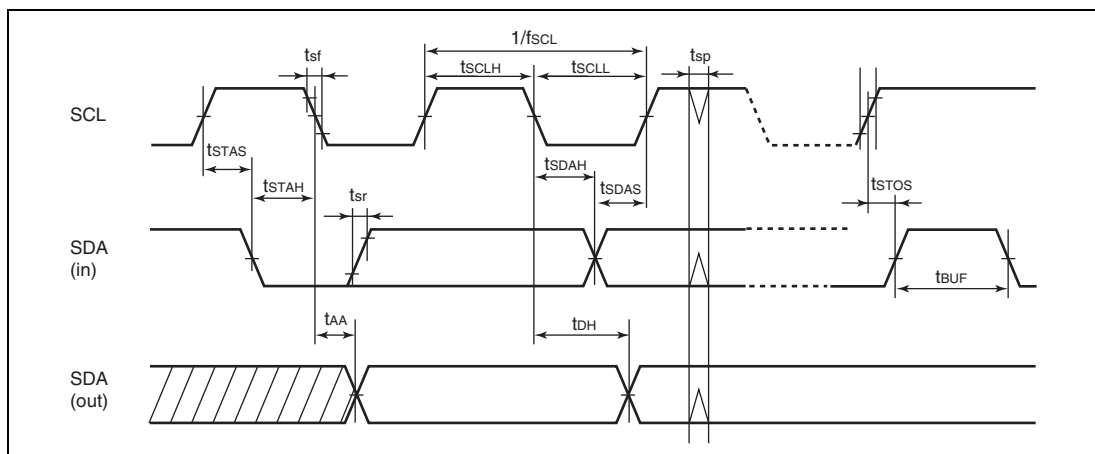 1/fSCL
tsf
tsp
tSCLH
tSCLL
SCL
tSTAS
tSDAH
tSTAH
tSDAS
tSTOS
tsr
SDA
(in)
tBUF
tAA
tDH
SDA
(out)